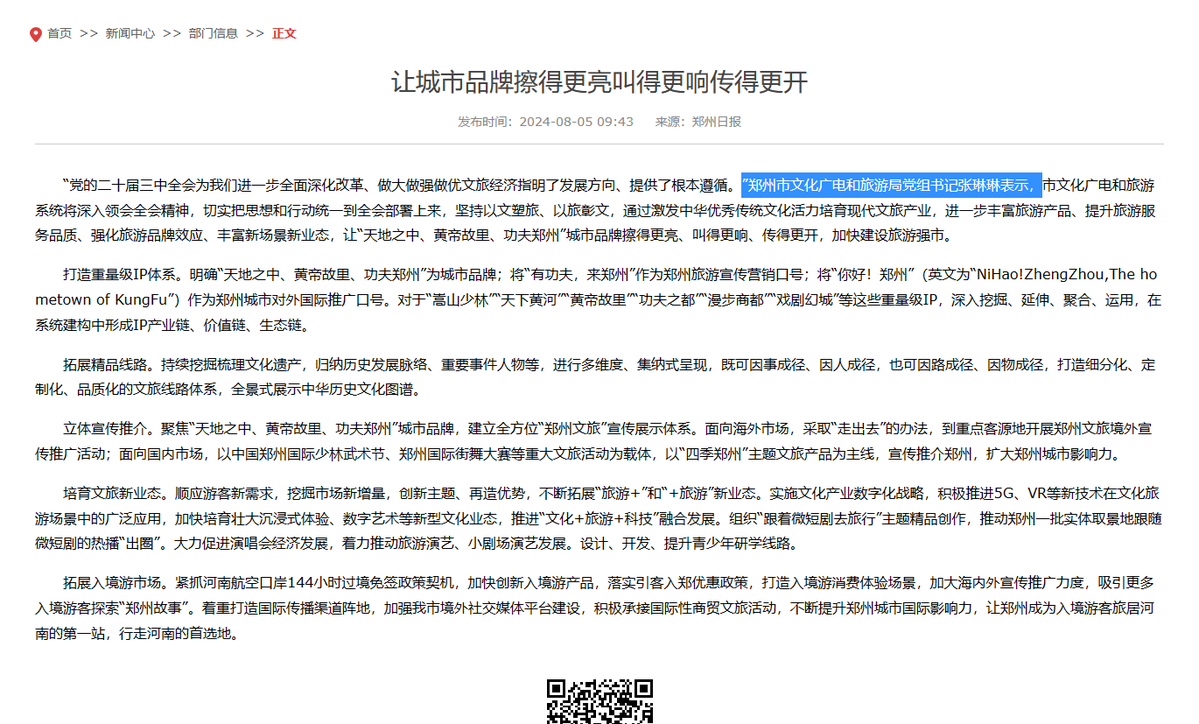 首页 >> 新闻中心 >> 部门信息 >> 正文
让城市品牌擦得更亮叫得更响传得更开
发布时间：2024-08-05 09:43 来源：郑州日报
“党的二十届三中全会为我们进一步全面深化改革、做大做强做优文旅经济指明了发展方向、提供了根本遵循。”郑州市文化广电和旅游局党组书记张琳琳表示，市文化广电和旅游
系统将深入领会全会精神，切实把思想和行动统一到全会部署上来，坚持以文塑旅、以旅彰文，通过激发中华优秀传统文化活力培育现代文旅产业，进一步丰富旅游产品、提升旅游服
务品质、强化旅游品牌效应、丰富新场景新业态，让“天地之中、黄帝故里、功夫郑州”城市品牌擦得更亮、叫得更响、传得更开，加快建设旅游强市。
打造重量级IP体系。明确“天地之中、黄帝故里、功夫郑州”为城市品牌；将“有功夫，来郑州”作为郑州旅游宣传营销口号；将“你好！郑州”（英文为“NiHao!ZhengZhou,The ho
metown of KungFu”）作为郑州城市对外国际推广口号。对于“嵩山少林”“天下黄河”“黄帝故里”“功夫之都”“漫步商都”“戏剧幻城”等这些重量级IP，深入挖掘、延伸、聚合、运用，在
系统建构中形成IP产业链、价值链、生态链。
拓展精品线路。持续挖掘梳理文化遗产，归纳历史发展脉络、重要事件人物等，进行多维度、集纳式呈现，既可因事成径、因人成径，也可因路成径、因物成径，打造细分化、定
制化、品质化的文旅线路体系，全景式展示中华历史文化图谱。
立体宣传推介。聚焦“天地之中、黄帝故里、功夫郑州”城市品牌，建立全方位“郑州文旅”宣传展示体系。面向海外市场，采取“走出去”的办法，到重点客源地开展郑州文旅境外宣
传推广活动；面向国内市场，以中国郑州国际少林武术节、郑州国际街舞大赛等重大文旅活动为载体，以“四季郑州”主题文旅产品为主线，宣传推介郑州，扩大郑州城市影响力。
培育文旅新业态。顺应游客新需求，挖掘市场新增量，创新主题、再造优势，不断拓展“旅游+”和“+旅游”新业态。实施文化产业数字化战略，积极推进5G、VR等新技术在文化旅
游场景中的广泛应用，加快培育壮大沉浸式体验、数字艺术等新型文化业态，推进“文化+旅游+科技”融合发展。组织“跟着微短剧去旅行”主题精品创作，推动郑州一批实体取景地跟随
微短剧的热播“出圈”。大力促进演唱会经济发展，着力推动旅游演艺、小剧场演艺发展。设计、开发、提升青少年研学线路。
拓展入境游市场。紧抓河南航空口岸144小时过境免签政策契机，加快创新入境游产品，落实引客入郑优惠政策，打造入境游消费体验场景，加大海内外宣传推广力度，吸引更多
入境游客探索“郑州故事”。着重打造国际传播渠道阵地，加强我市境外社交媒体平台建设，积极承接国际性商贸文旅活动，不断提升郑州城市国际影响力，让郑州成为入境游客旅居河
南的第一站，行走河南的首选地。